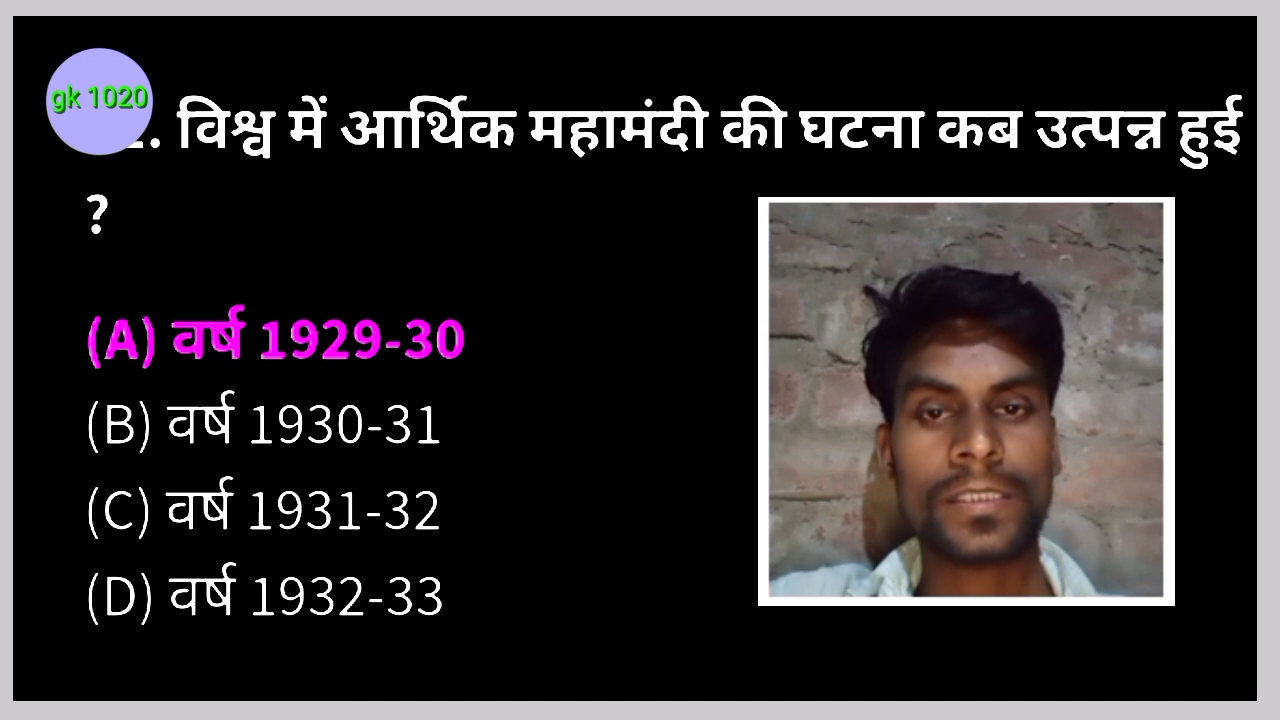 gk 1020
. विश्व में आर्थिक महामंदी की घटना कब उत्पन्न हुई
?
(A) वर्ष 1929-30
(B) वर्ष 1930-31
(C) वर्ष 1931-32
(D) वर्ष 1932-33